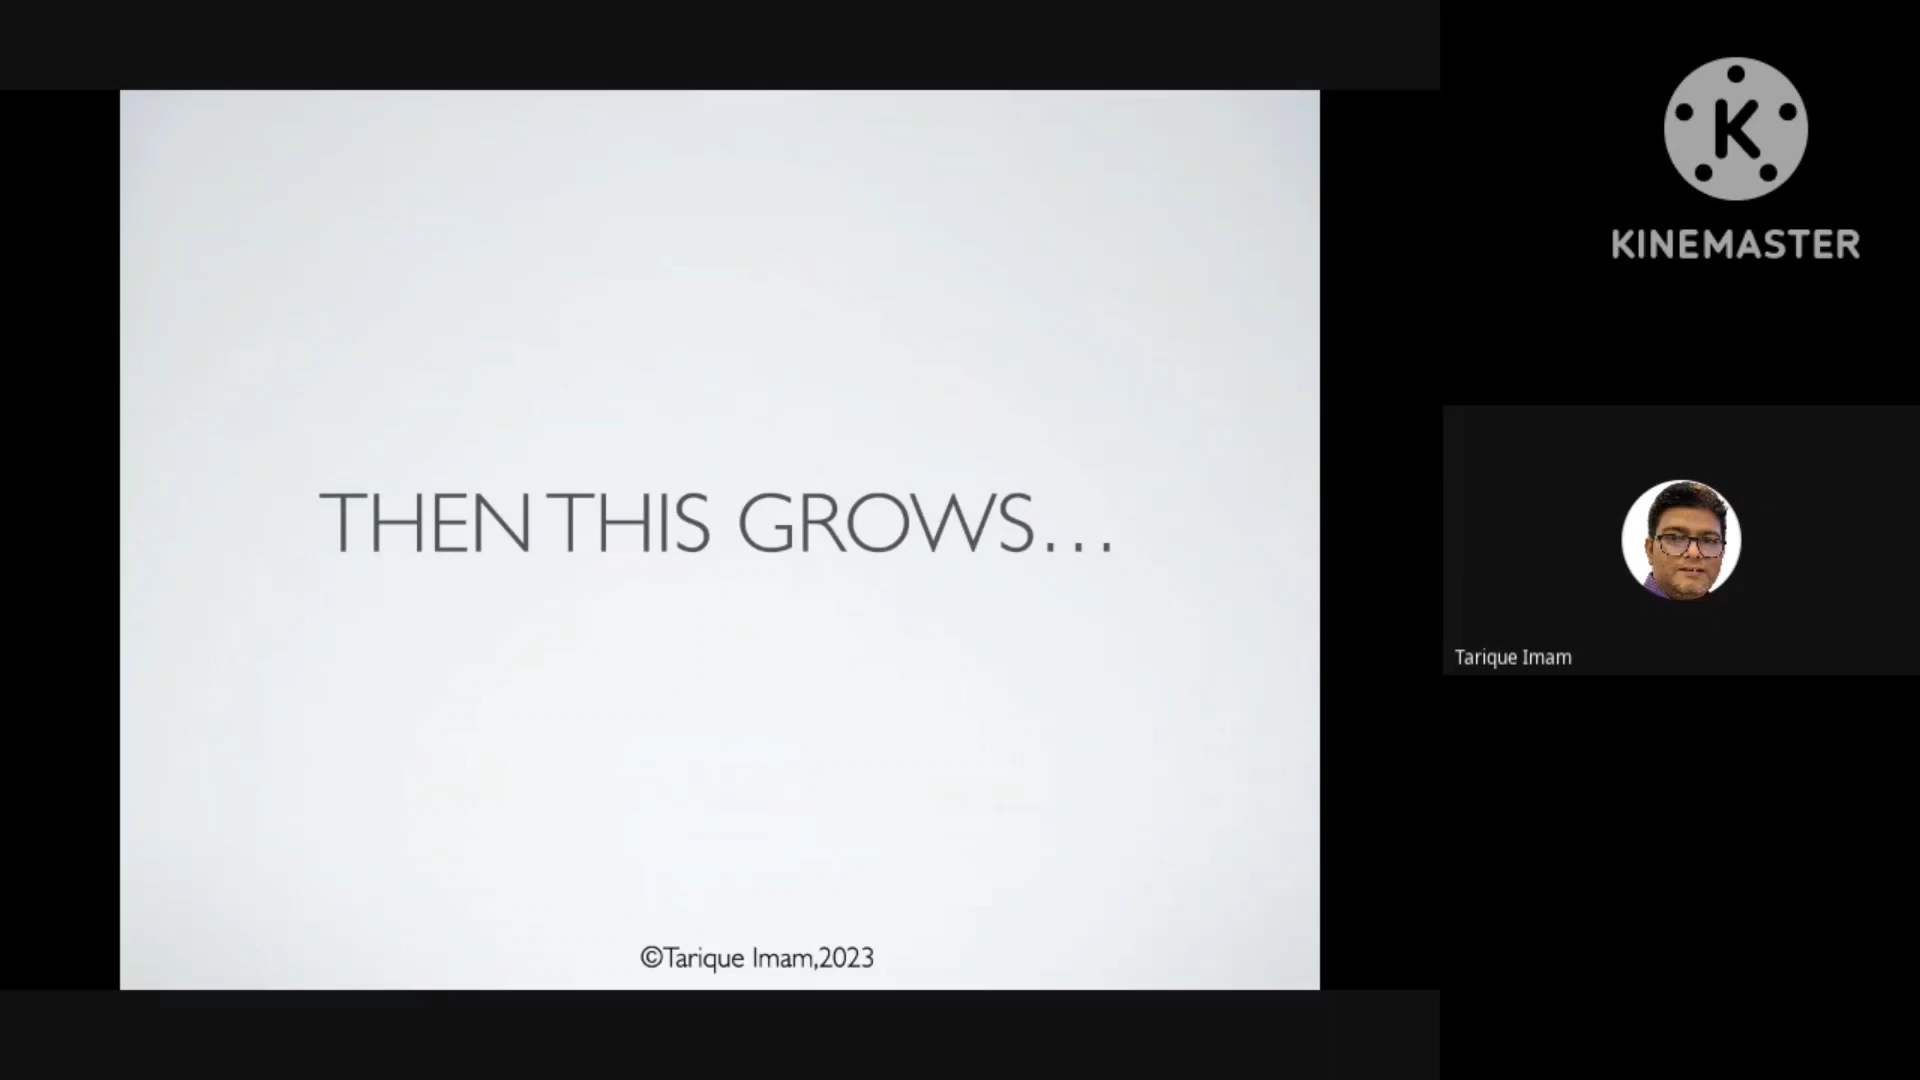 THEN THIS GROWS...
©Tarique Imam,2023
K
KINEMASTER
Tarique Imam